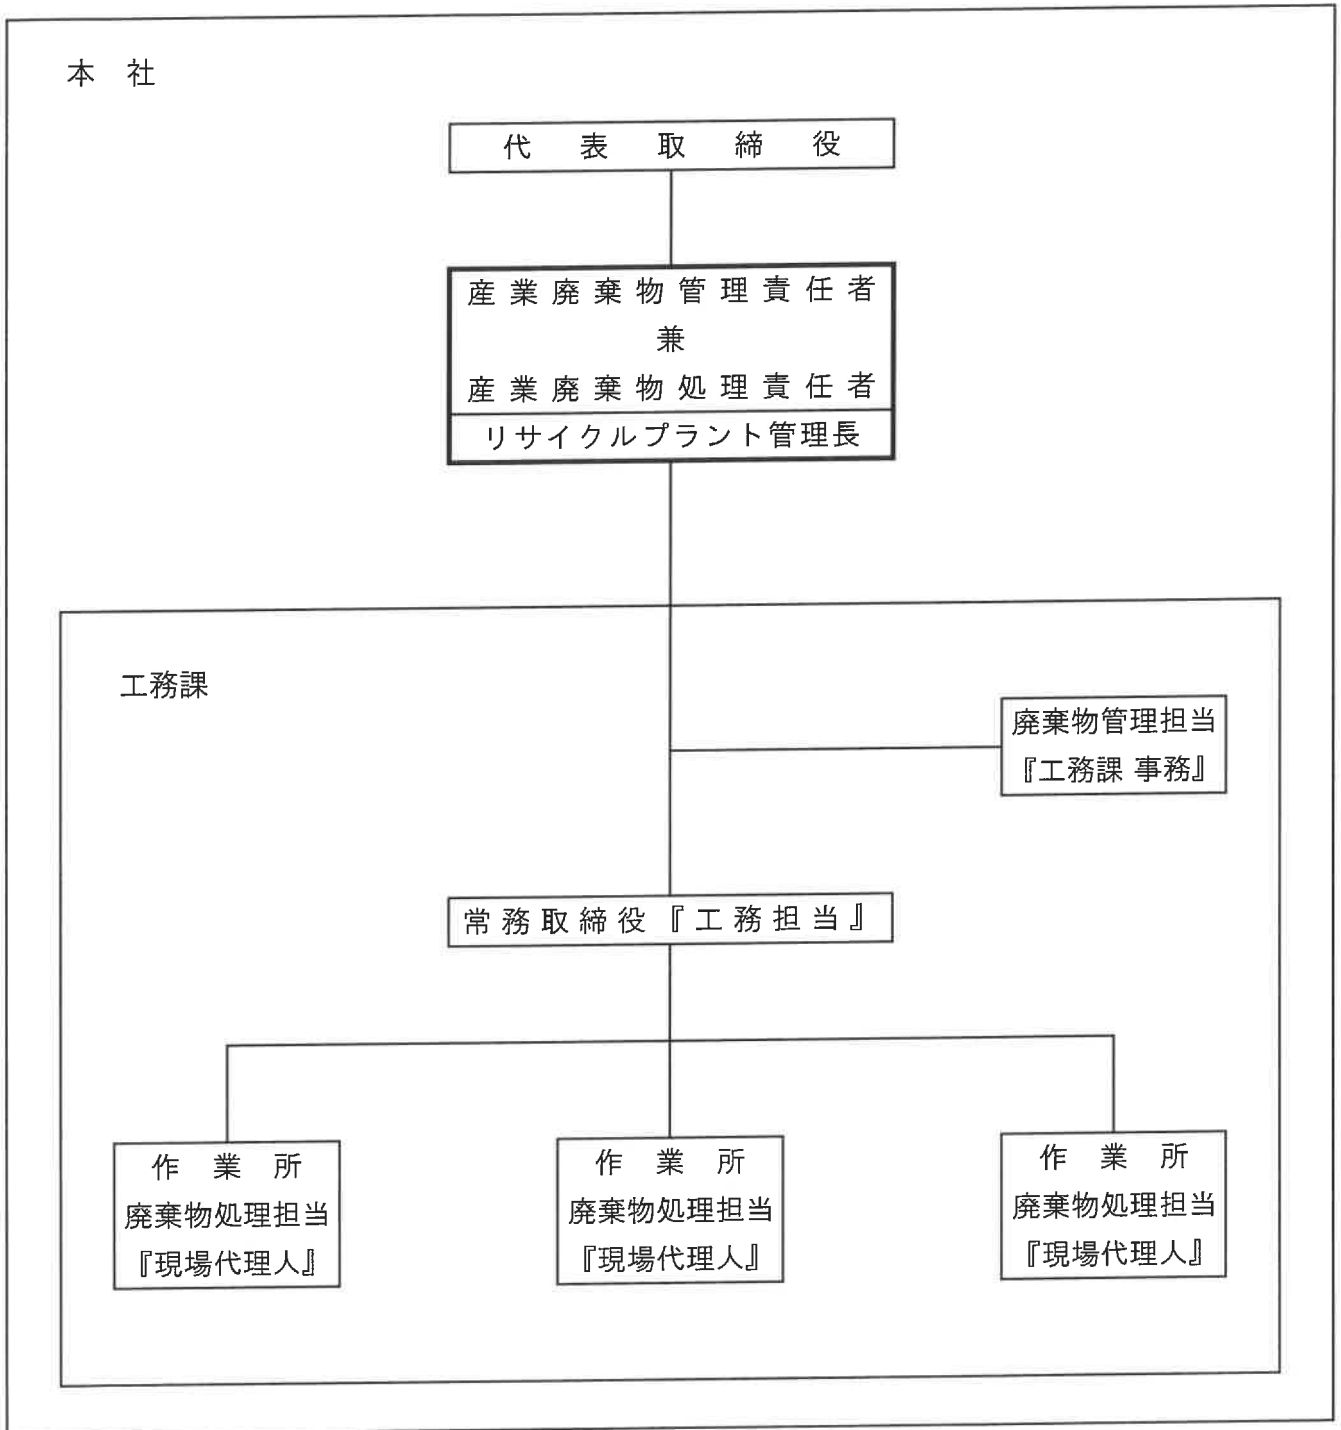 本 社
代表取締役
産業廃棄物管理責任者
兼
産業廃棄物処理責任者
リサイクルプラント管理長
工務課
廃棄物管理担当
『工務課 事務』
常務取締役『工務担当』
作業所
廃棄物処理担当
『現場代理人』
作業所
廃棄物処理担当
『現場代理人』
作業所
廃棄物処理担当
『現場代理人』